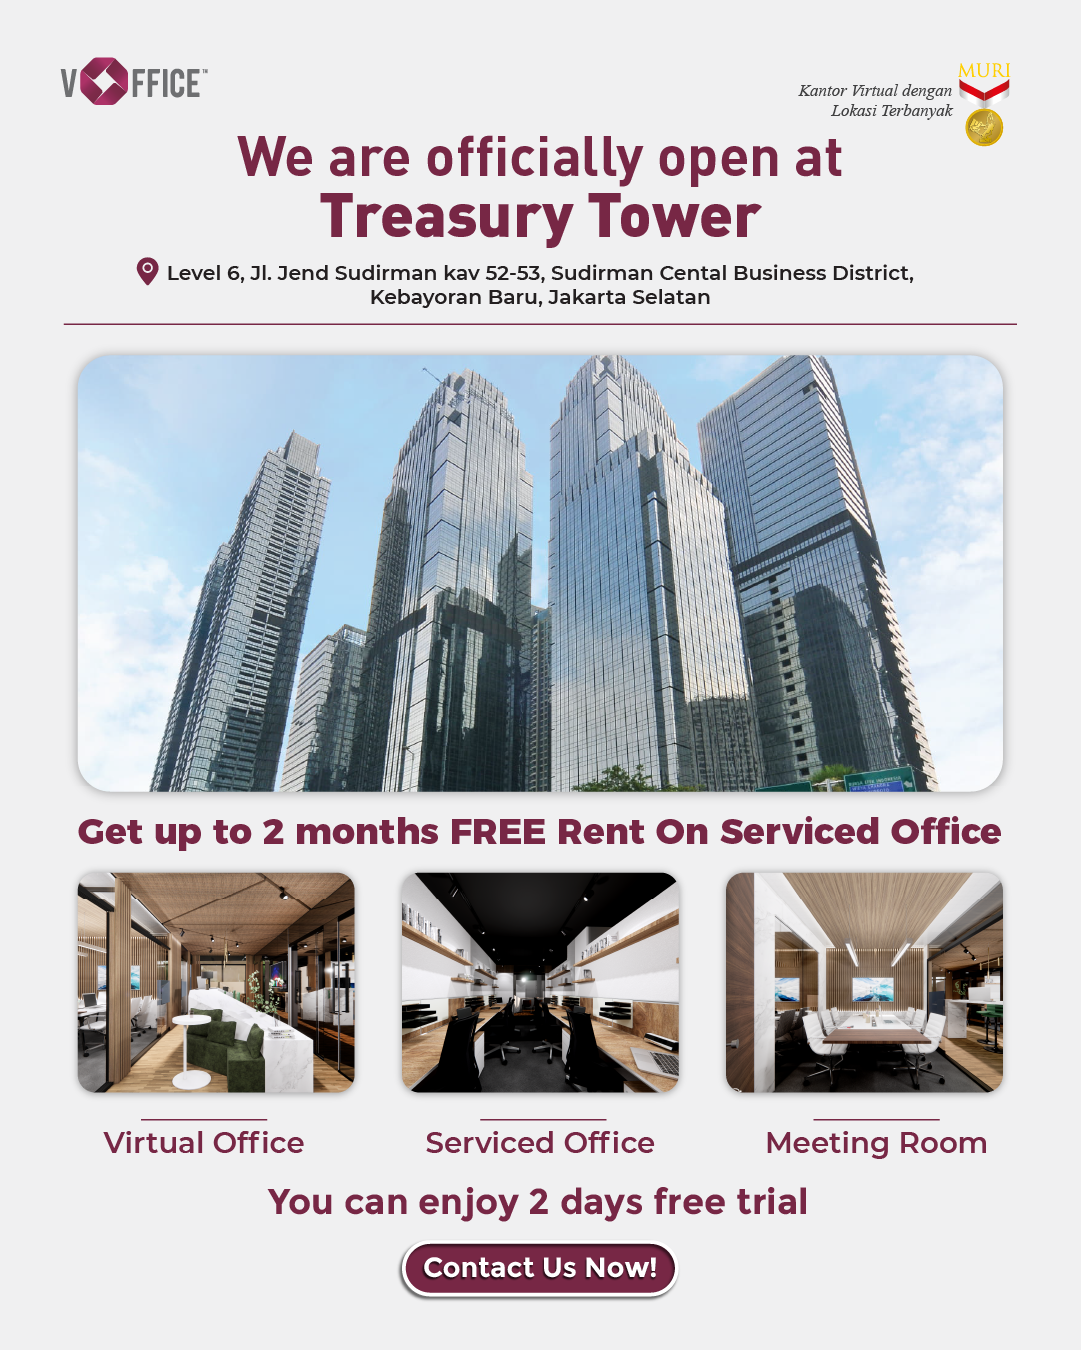 VOFFICE™
MURI
Kantor Virtual dengan
Lokasi Terbanyak
We are officially open at
Treasury Tower
Level 6, Jl. Jend Sudirman kav 52-53, Sudirman Cental Business District,
Kebayoran Baru, Jakarta Selatan
Get up to 2 months FREE Rent On Serviced Office
Virtual Office
Serviced Office
Meeting Room
You can enjoy 2 days free trial
Contact Us Now!